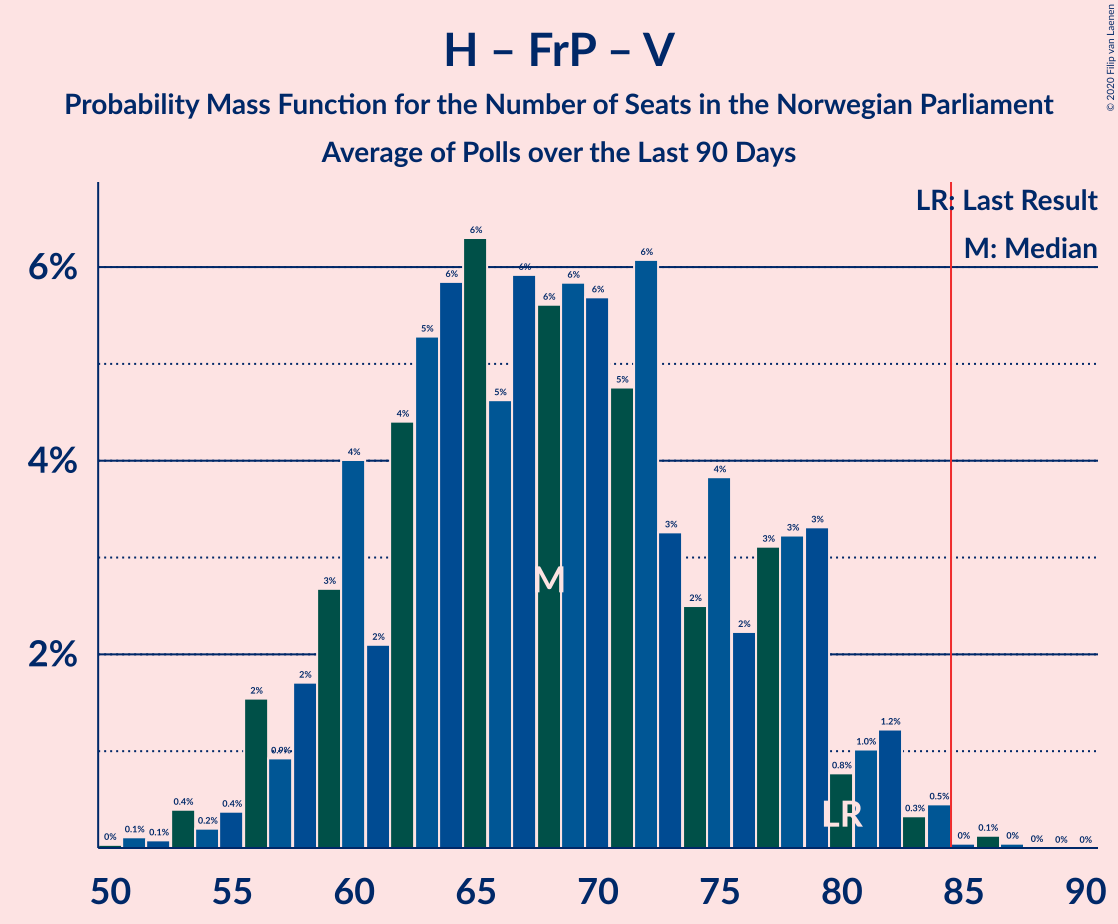 H – FrP – V
Probability Mass Function for the Number of Seats in the Norwegian Parliament
Average of Polls over the Last 90 Days
© 2020 Filip van Laenen
LR: Last Result
M: Median
6%
4%
2%
0% 0.1% 0.1% 0.4% 0.2% 0.4% 2% 0.9% 2% 3% 4% 2% 4% 5% 6% 6% 5% 6% 6% 6% 6% 5% 6% 3% 2% 4% 2% 3% 3% 3% 0.8% 1.0% 1.2% 0.3% 0.5% 0% 0.1% 0% 0% 0% 0%
M
LR
50 55 60 65 70 75 80 85 90